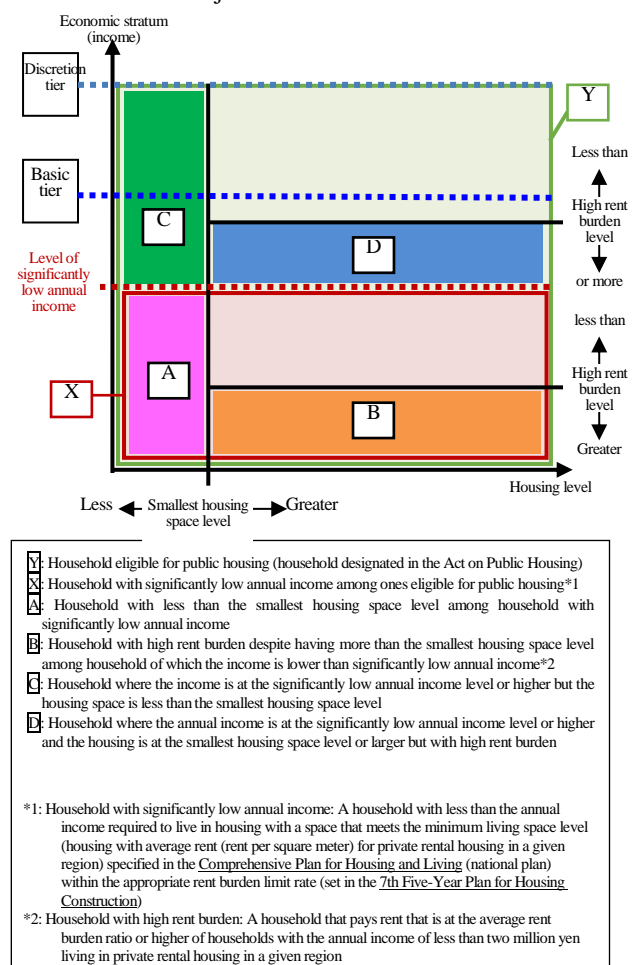 Economic stratum
(income)
Discretion
tier
Y
Less than
Basic
tier
High rent
burden
level
C
D
Level of
significantly
low annual
income
or more
less than
A
X
High rent
burden
level
B
Greater
Housing level
Less
Smallest housing
space level
Greater
Y: Household eligible for public housing (household designated in the Act on Public Housing)
X: Household with significantly low annual income among ones eligible for public housing*1
A: Household with less than the smallest housing space level among household with
significantly low annual income
B: Household with high rent burden despite having more than the smallest housing space level
among household of which the income is lower than significantly low annual income*2
C: Household where the income is at the significantly low annual income level or higher but the
housing space is less than the smallest housing space level
D: Household where the annual income is at the significantly low annual income level or higher
and the housing is at the smallest housing space level or larger but with high rent burden
*1: Household with significantly low annual income: A household with less than the annual
income required to live in housing with a space that meets the minimum living space level
(housing with average rent (rent per square meter) for private rental housing in a given
region) specified in the Comprehensive Plan for Housing and Living (national plan)
within the appropriate rent burden limit rate (set in the 7th Five-Year Plan for Housing
Construction)
*2: Household with high rent burden: A household that pays rent that is at the average rent
burden ratio or higher of households with the annual income of less than two million yen
living in private rental housing in a given region